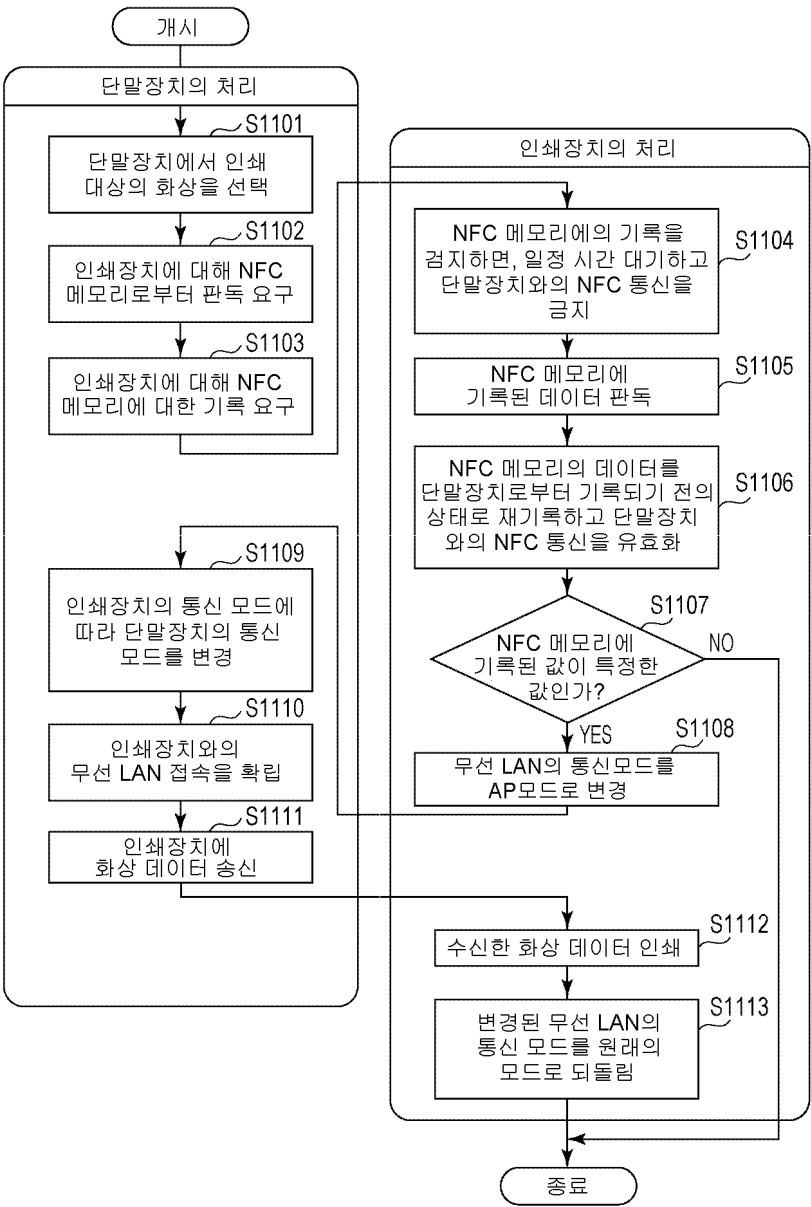 개시
단말장치의 처리
S1101
단말장치에서 인쇄
대상의 화상을 선택
S1102
인쇄장치에 대해 NFC
메모리로부터 판독 요구
S1103
인쇄장치에 대해 NFC
메모리에 대한 기록 요구
인쇄장치의 처리
S1104
NFC 메모리에의 기록을
검지하면, 일정 시간 대기하고
단말장치와의 NFC 통신을
금지
S1105
NFC 메모리에
기록된 데이터 판독
S1106
NFC 메모리의 데이터를
단말장치로부터 기록되기 전의
상태로 재기록하고 단말장치
와의 NFC 통신을 유효화
S1107
NFC 메모리에
기록된 값이 특정한
값인가?
NO
YES
S1108
무선 LAN의 통신모드를
AP모드로 변경
S1109
인쇄장치의 통신 모드에
따라 단말장치의 통신
모드를 변경
S1110
인쇄장치와의
무선 LAN 접속을 확립
S1111
인쇄장치에
화상 데이터 송신
S1112
수신한 화상 데이터 인쇄
S1113
변경된 무선 LAN의
통신 모드를 원래의
모드로 되돌림
종료